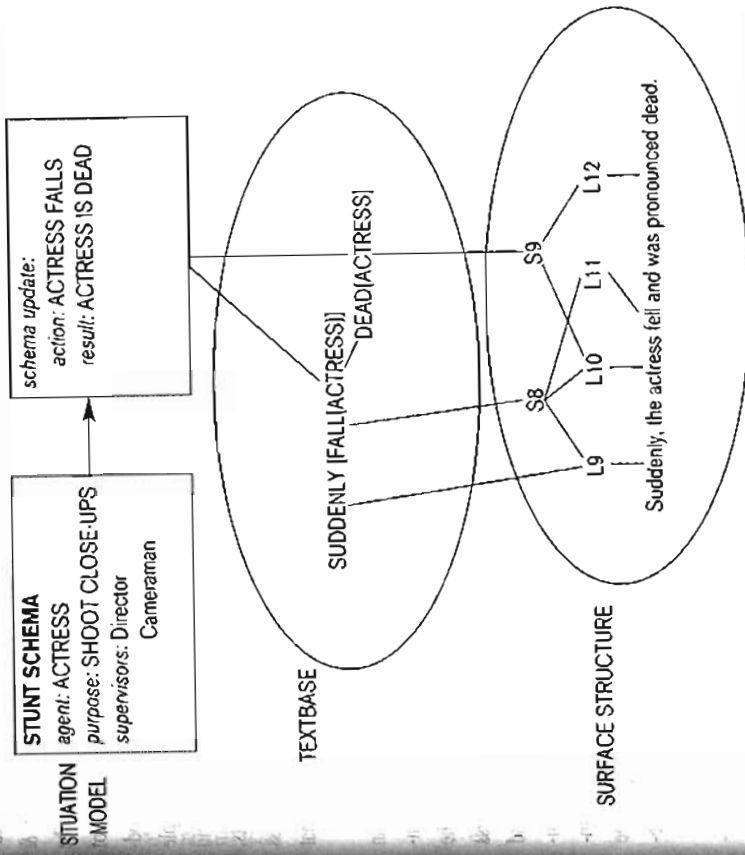 SITUATION
MODEL
STUNT SCHEMA
agent: ACTRESS
purpose: SHOOT CLOSE-UPS
supervisors: Director
Cameraman
schema update:
action: ACTRESS FALLS
result: ACTRESS IS DEAD
TEXTBASE
SUDDENLY [FALL[ACTRESS]]
DEAD[ACTRESS]
SURFACE STRUCTURE
S8 S9
L9 L10 L11 L12
Suddenly, the actress fell and was pronounced dead.